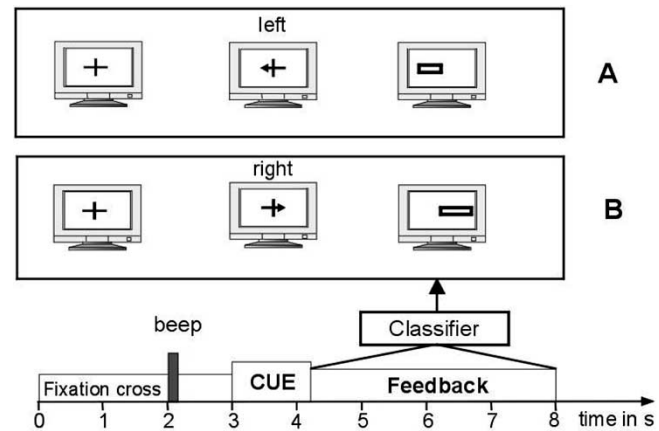 left
A
right
B
beep
Classifier
Fixation cross
CUE
Feedback
0 1 2 3 4 5 6 7 8 time in s